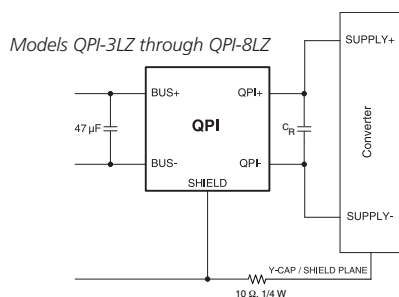 Models QPI-3LZ through QPI-8LZ
SUPPLY+
BUS+
QPI+
47 µF
QPI
CR
Converter
BUS-
QPI-
SHIELD
SUPPLY-
Y-CAP / SHIELD PLANE
10 Ω, 1/4 W